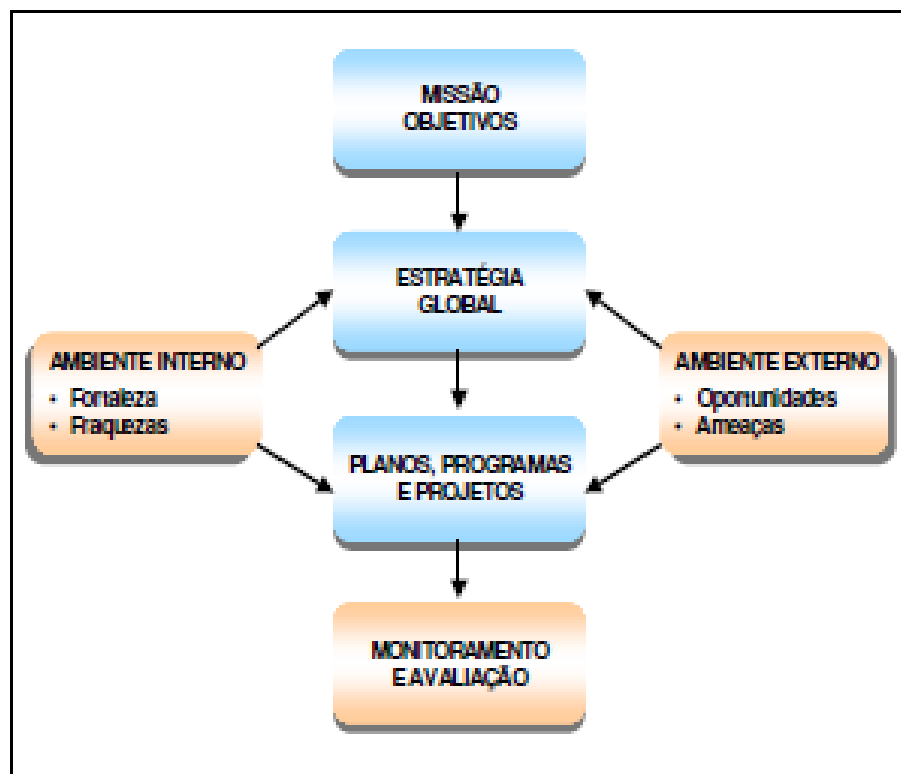 MISSÃO
OBJETIVOS
ESTRATÉGIA
GLOBAL
AMBIENTE INTERNO
• Fortaleza
• Fraquezas
AMBIENTE EXTERNO
• Oportunidades
• Ameaças
PLANOS, PROGRAMAS
E PROJETOS
MONITORAMENTO
E AVALIAÇÃO